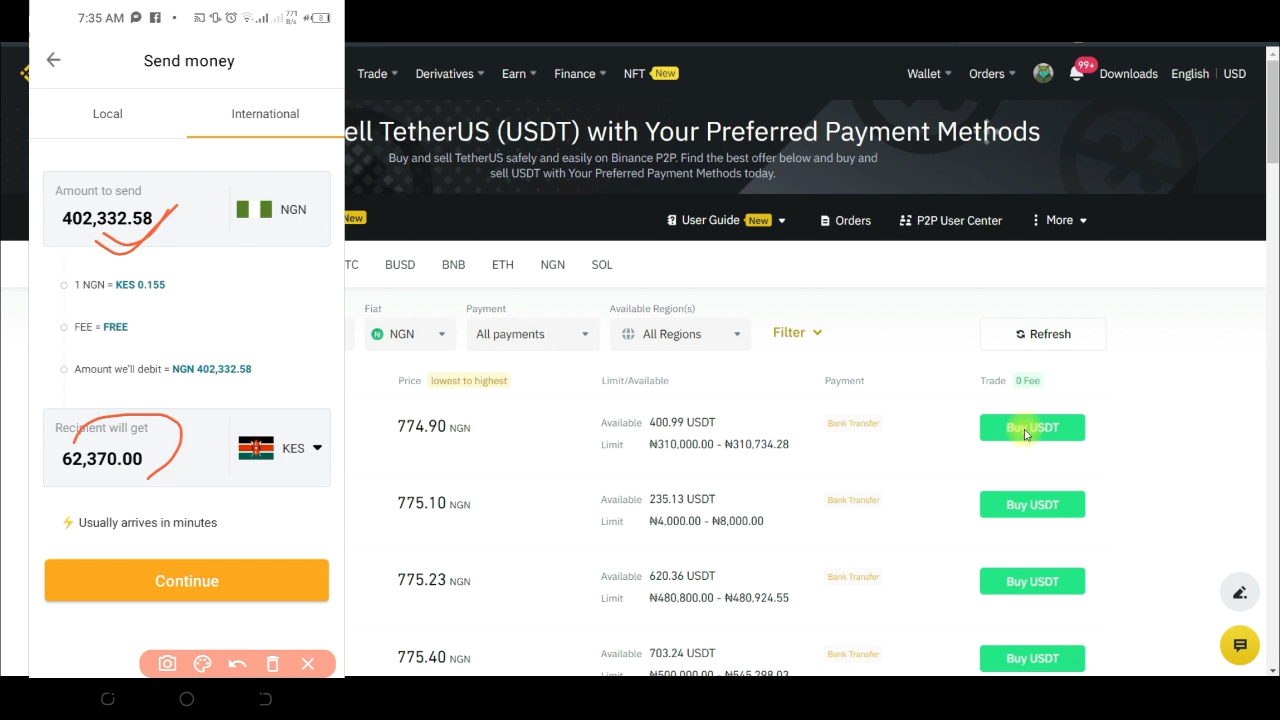 7:35 AM
771 B/s
8
Send money
Local
International
Amount to send
402,332.58
NGN
1 NGN = KES 0.155
FEE = FREE
Amount we'll debit = NGN 402,332.58
Recipient will get
62,370.00
KES
Usually arrives in minutes
Continue
Trade
Derivatives
Earn
Finance
NFT New
Wallet
Orders
99+
Downloads
English
USD
ell TetherUS (USDT) with Your Preferred Payment Methods
Buy and sell TetherUS safely and easily on Binance P2P. Find the best offer below and buy and
sell USDT with Your Preferred Payment Methods today.
New
User Guide New
Orders
P2P User Center
More
TC
BUSD
BNB
ETH
NGN
SOL
Fiat
NGN
Payment
All payments
Available Region(s)
All Regions
Filter
Refresh
Price lowest to highest
Limit/Available
Payment
Trade 0 Fee
774.90 NGN
Available 400.99 USDT
Limit ₦310,000.00 - ₦310,734.28
Bank Transfer
Buy USDT
775.10 NGN
Available 235.13 USDT
Limit ₦4,000.00 - ₦8,000.00
Bank Transfer
Buy USDT
775.23 NGN
Available 620.36 USDT
Limit ₦480,800.00 - ₦480,924.55
Bank Transfer
Buy USDT
775.40 NGN
Available 703.24 USDT
Limit ₦500,000.00 - ₦545,298.03
Bank Transfer
Buy USDT